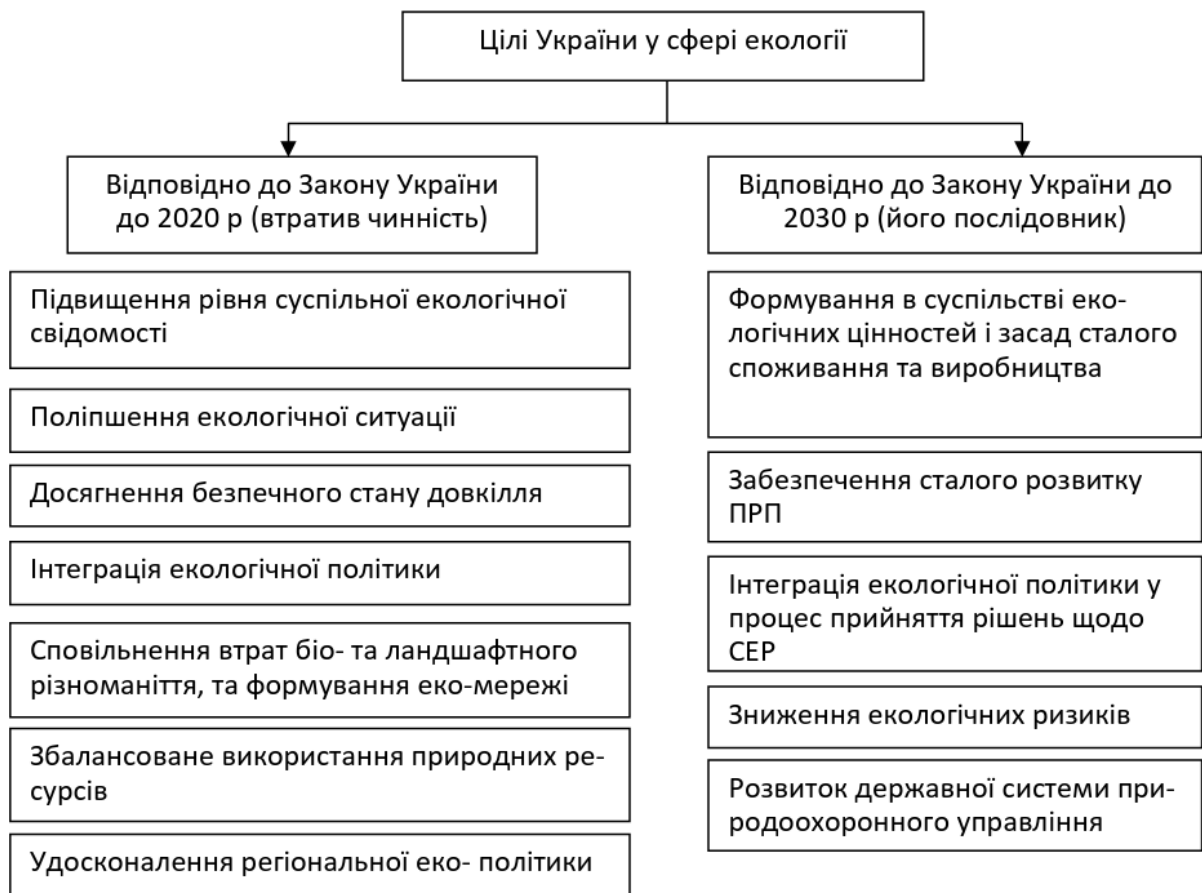 Цілі України у сфері екології
Відповідно до Закону України
до 2020 р (втратив чинність)
Підвищення рівня суспільної екологічної
свідомості
Поліпшення екологічної ситуації
Досягнення безпечного стану довкілля
Інтеграція екологічної політики
Сповільнення втрат біо- та ландшафтного
різноманіття, та формування еко-мережі
Збалансоване використання природних ре-
сурсів
Удосконалення регіональної еко- політики
Відповідно до Закону України до
2030 р (його послідовник)
Формування в суспільстві еко-
логічних цінностей і засад сталого
споживання та виробництва
Забезпечення сталого розвитку
ПРП
Інтеграція екологічної політики у
процес прийняття рішень щодо
СЕР
Зниження екологічних ризиків
Розвиток державної системи при-
родоохоронного управління